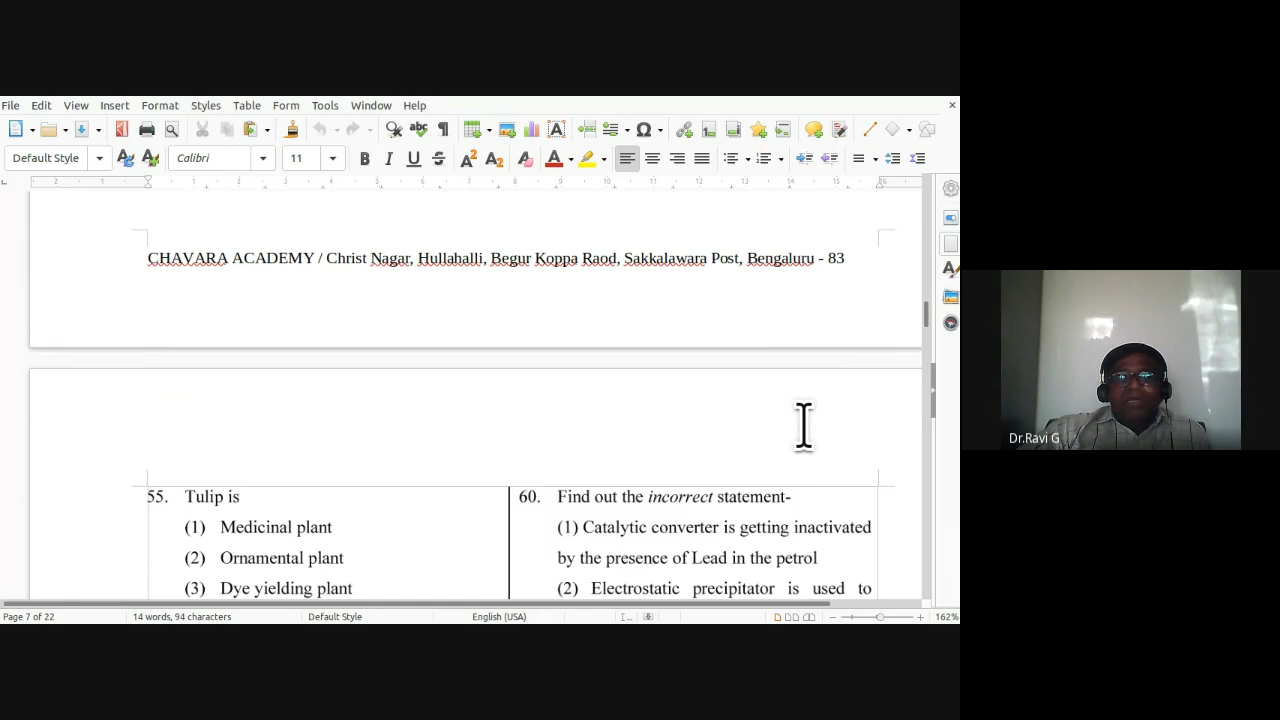 File Edit View Insert Format Styles Table Form Tools Window Help
Default Style Calibri 11
CHAVARA ACADEMY / Christ Nagar, Hullahalli, Begur Koppa Raod, Sakkalawara Post, Bengaluru - 83
55. Tulip is
(1) Medicinal plant
(2) Ornamental plant
(3) Dye yielding plant
60. Find out the incorrect statement-
(1) Catalytic converter is getting inactivated
by the presence of Lead in the petrol
(2) Electrostatic precipitator is used to
Page 7 of 22 14 words, 94 characters Default Style English (USA) 162%
Dr.Ravi G